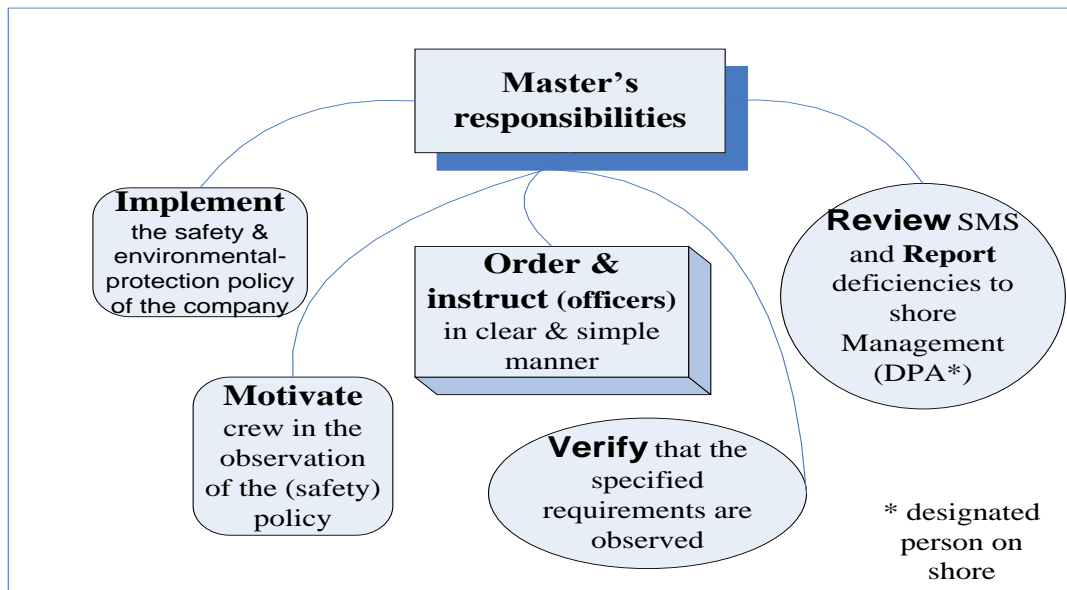 Master’s
responsibilities
Implement
the safety &
environmental-
protection policy
of the company
Motivate
crew in the
observation
of the (safety)
policy
Order &
instruct (officers)
in clear & simple
manner
Verify that the
specified
requirements are
observed
Review SMS
and Report
deficiencies to
shore
Management
(DPA*)
* designated
person on
shore